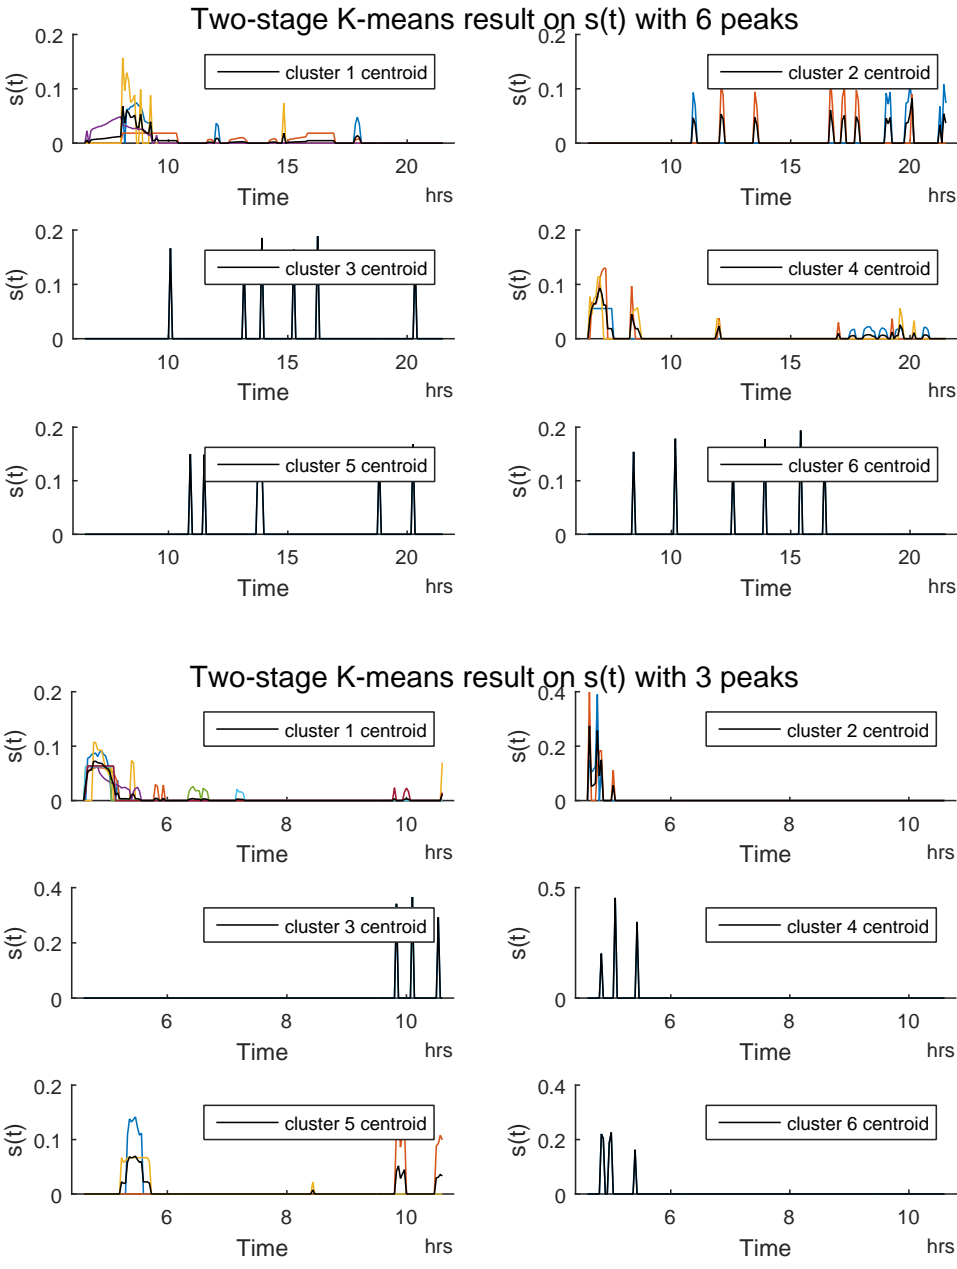 Two-stage K-means result on s(t) with 6 peaks
0.2
0.1
0
s(t)
cluster 1 centroid
10 15 20
Time hrs
0.2
0.1
0
s(t)
cluster 2 centroid
10 15 20
Time hrs
0.2
0.1
0
s(t)
cluster 3 centroid
10 15 20
Time hrs
0.2
0.1
0
s(t)
cluster 4 centroid
10 15 20
Time hrs
0.2
0.1
0
s(t)
cluster 5 centroid
10 15 20
Time hrs
0.2
0.1
0
s(t)
cluster 6 centroid
10 15 20
Time hrs
Two-stage K-means result on s(t) with 3 peaks
0.2
0.1
0
s(t)
cluster 1 centroid
6 8 10
Time hrs
0.4
0.2
0
s(t)
cluster 2 centroid
6 8 10
Time hrs
0.4
0.2
0
s(t)
cluster 3 centroid
6 8 10
Time hrs
0.5
0
s(t)
cluster 4 centroid
6 8 10
Time hrs
0.2
0.1
0
s(t)
cluster 5 centroid
6 8 10
Time hrs
0.4
0.2
0
s(t)
cluster 6 centroid
6 8 10
Time hrs